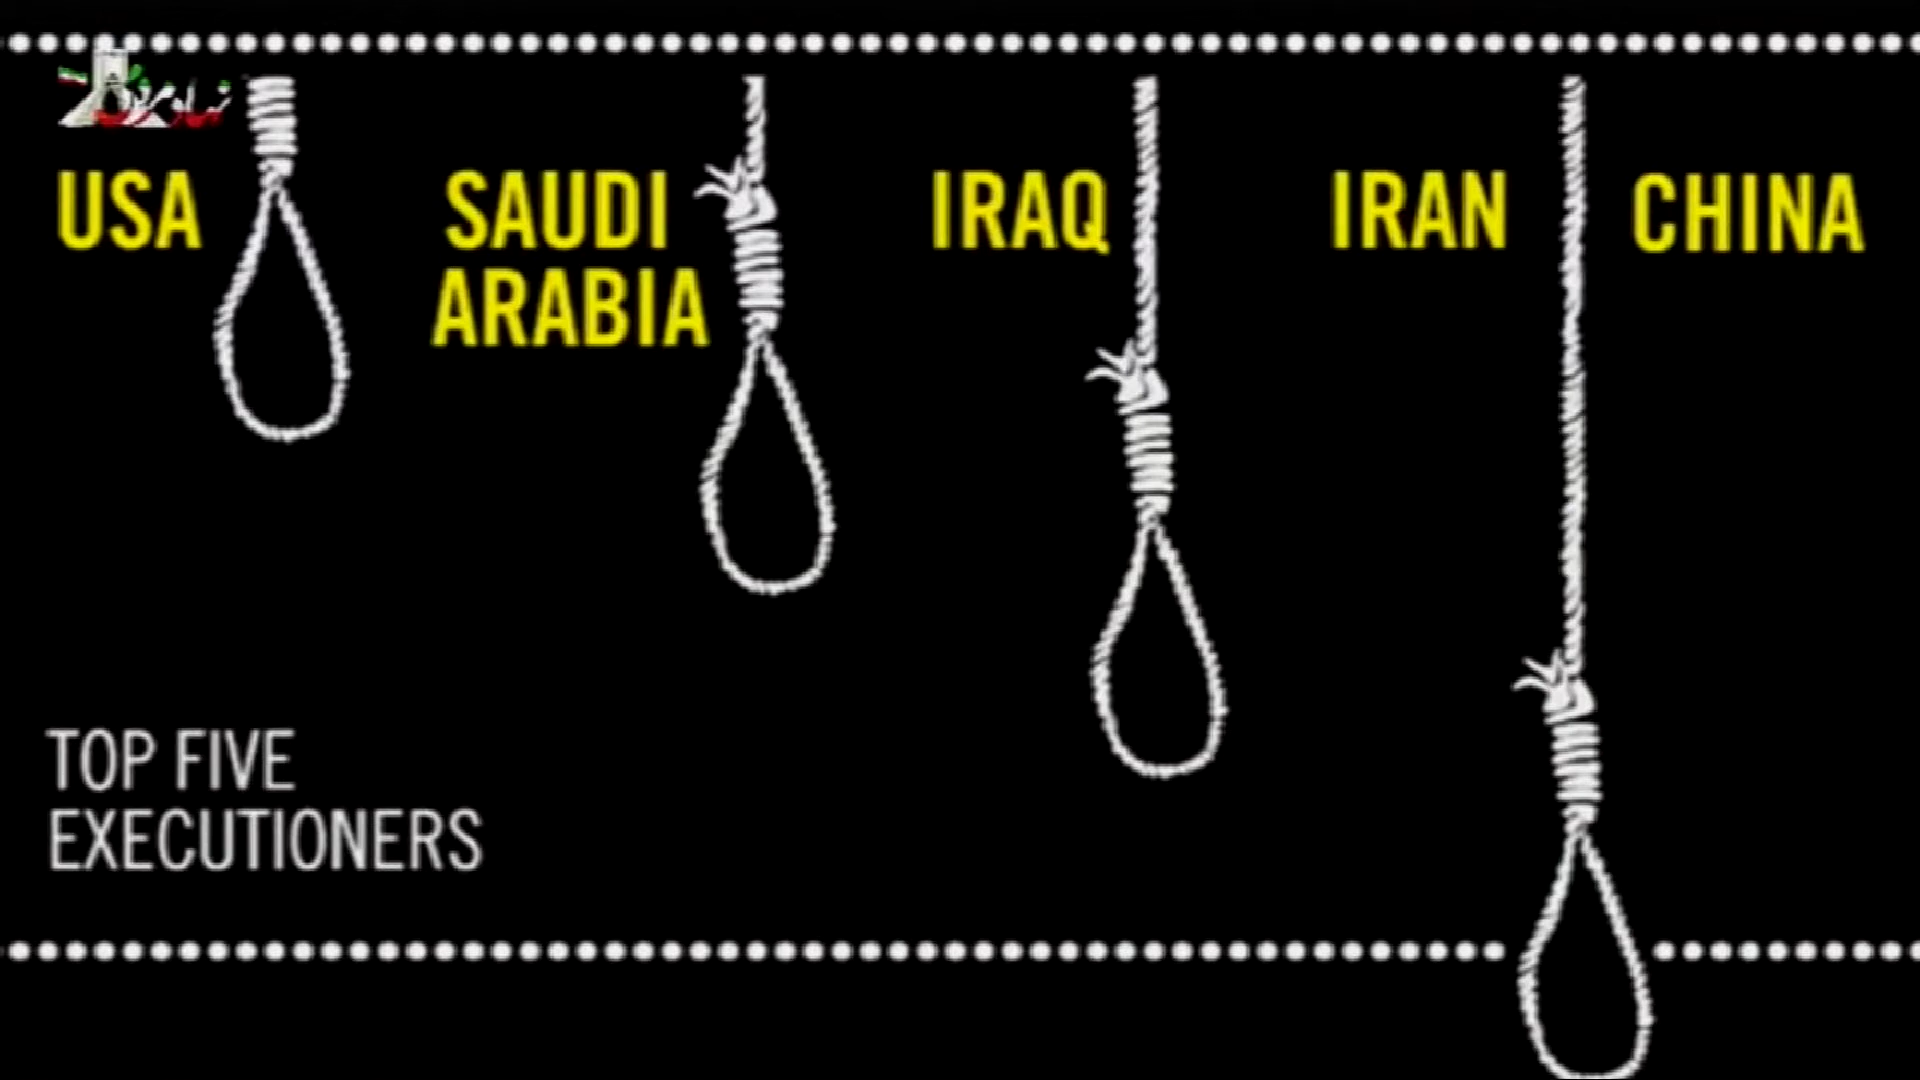 USA
SAUDI
ARABIA
IRAQ
IRAN
CHINA
TOP FIVE
EXECUTIONERS